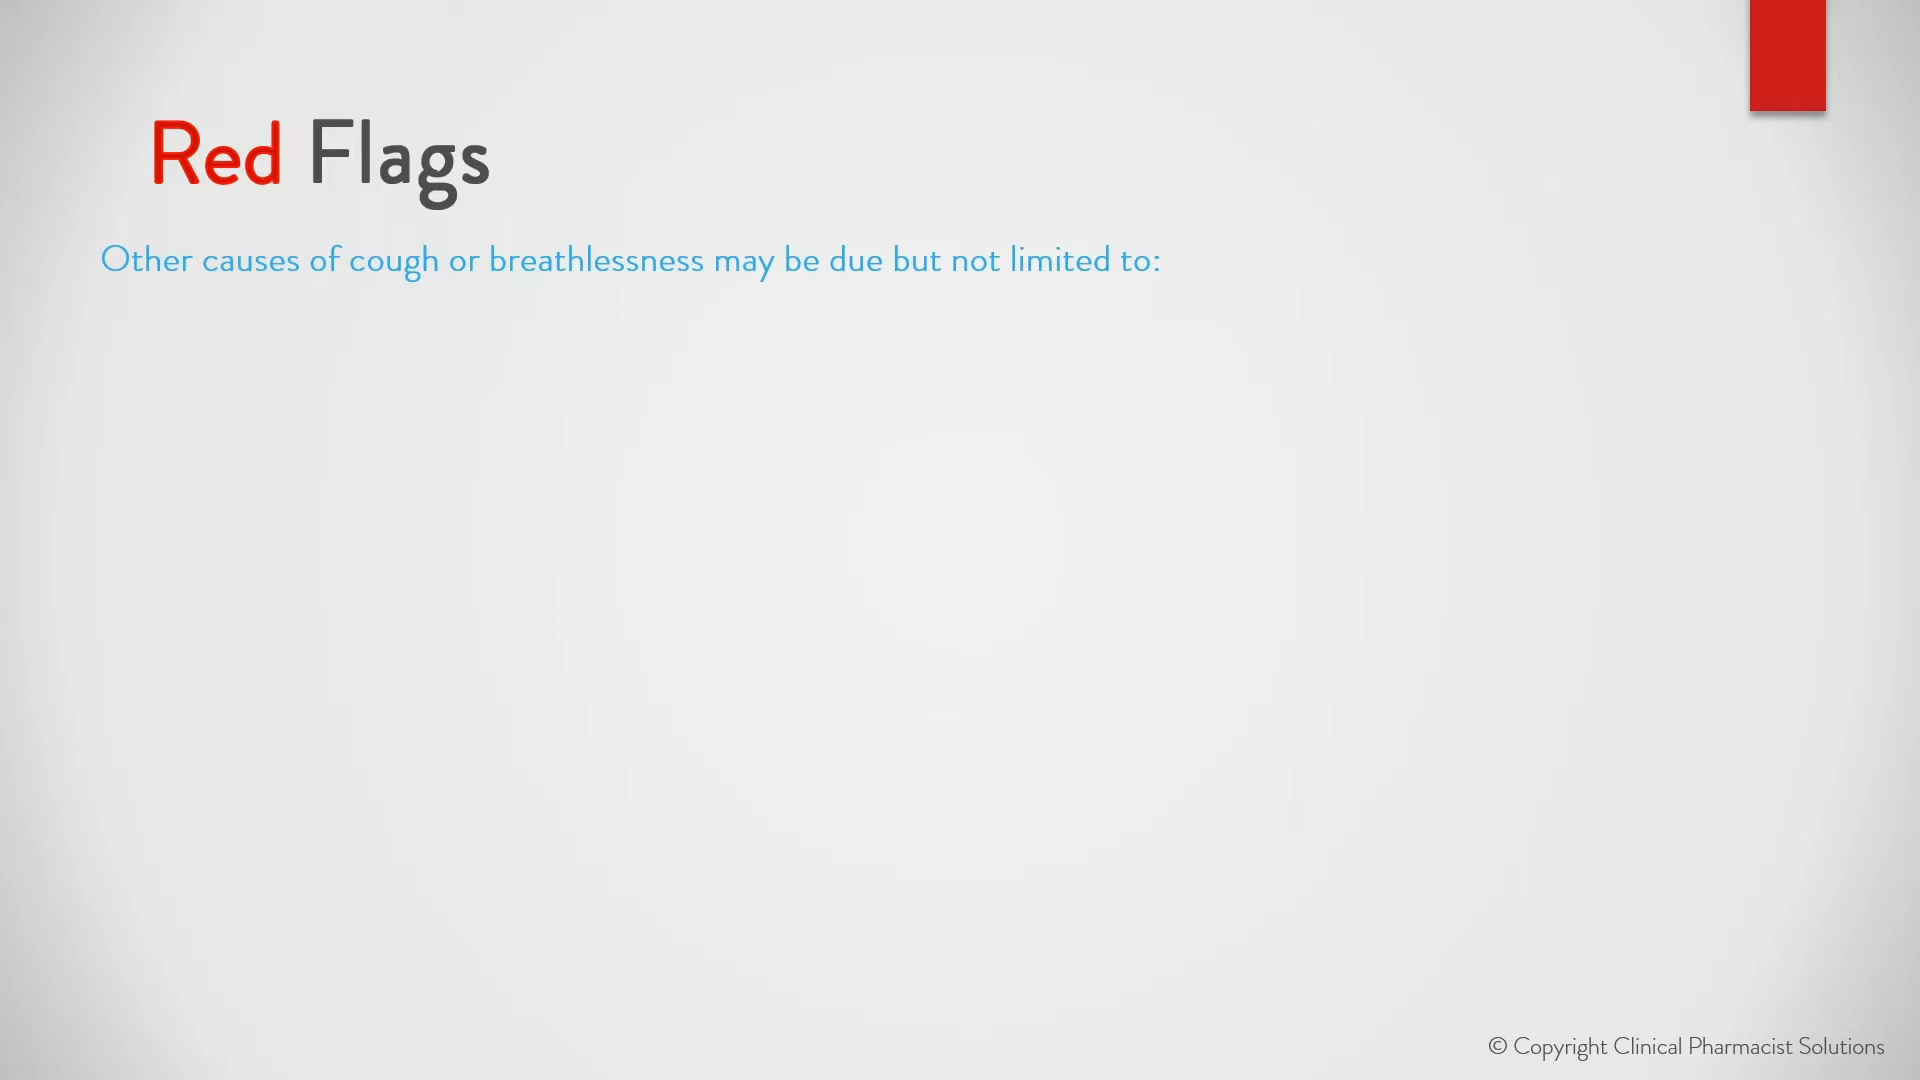 Red Flags
Other causes of cough or breathlessness may be due but not limited to:
© Copyright Clinical Pharmacist Solutions